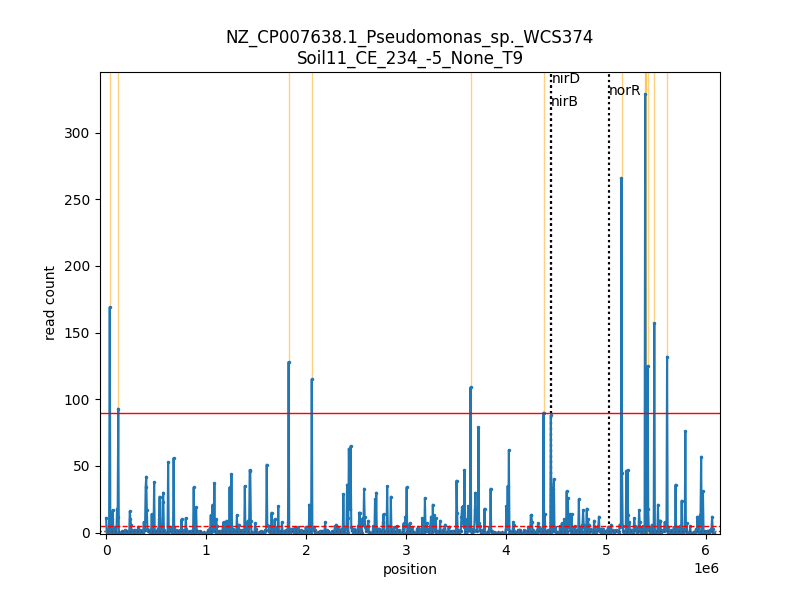 NZ_CP007638.1_Pseudomonas_sp._WCS374
Soil11_CE_234_-5_None_T9
nirD
norR
nirB
300
250
200
150
100
50
0
read count
0 1 2 3 4 5 6
1e6
position